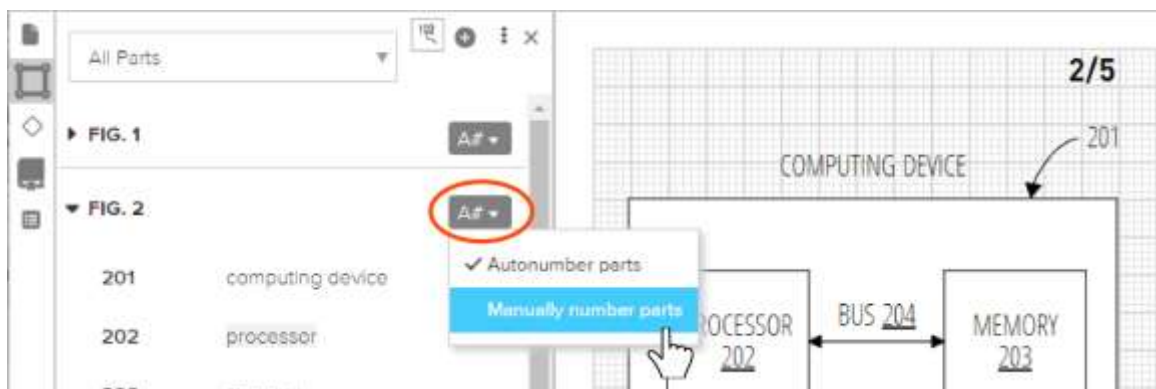 All Parts
FIG. 1
A#
FIG. 2
A#
Autonumber parts
Manually number parts
201 computing device
202 processor
2/5
201
COMPUTING DEVICE
ROCESSOR
202
BUS 204
MEMORY
203